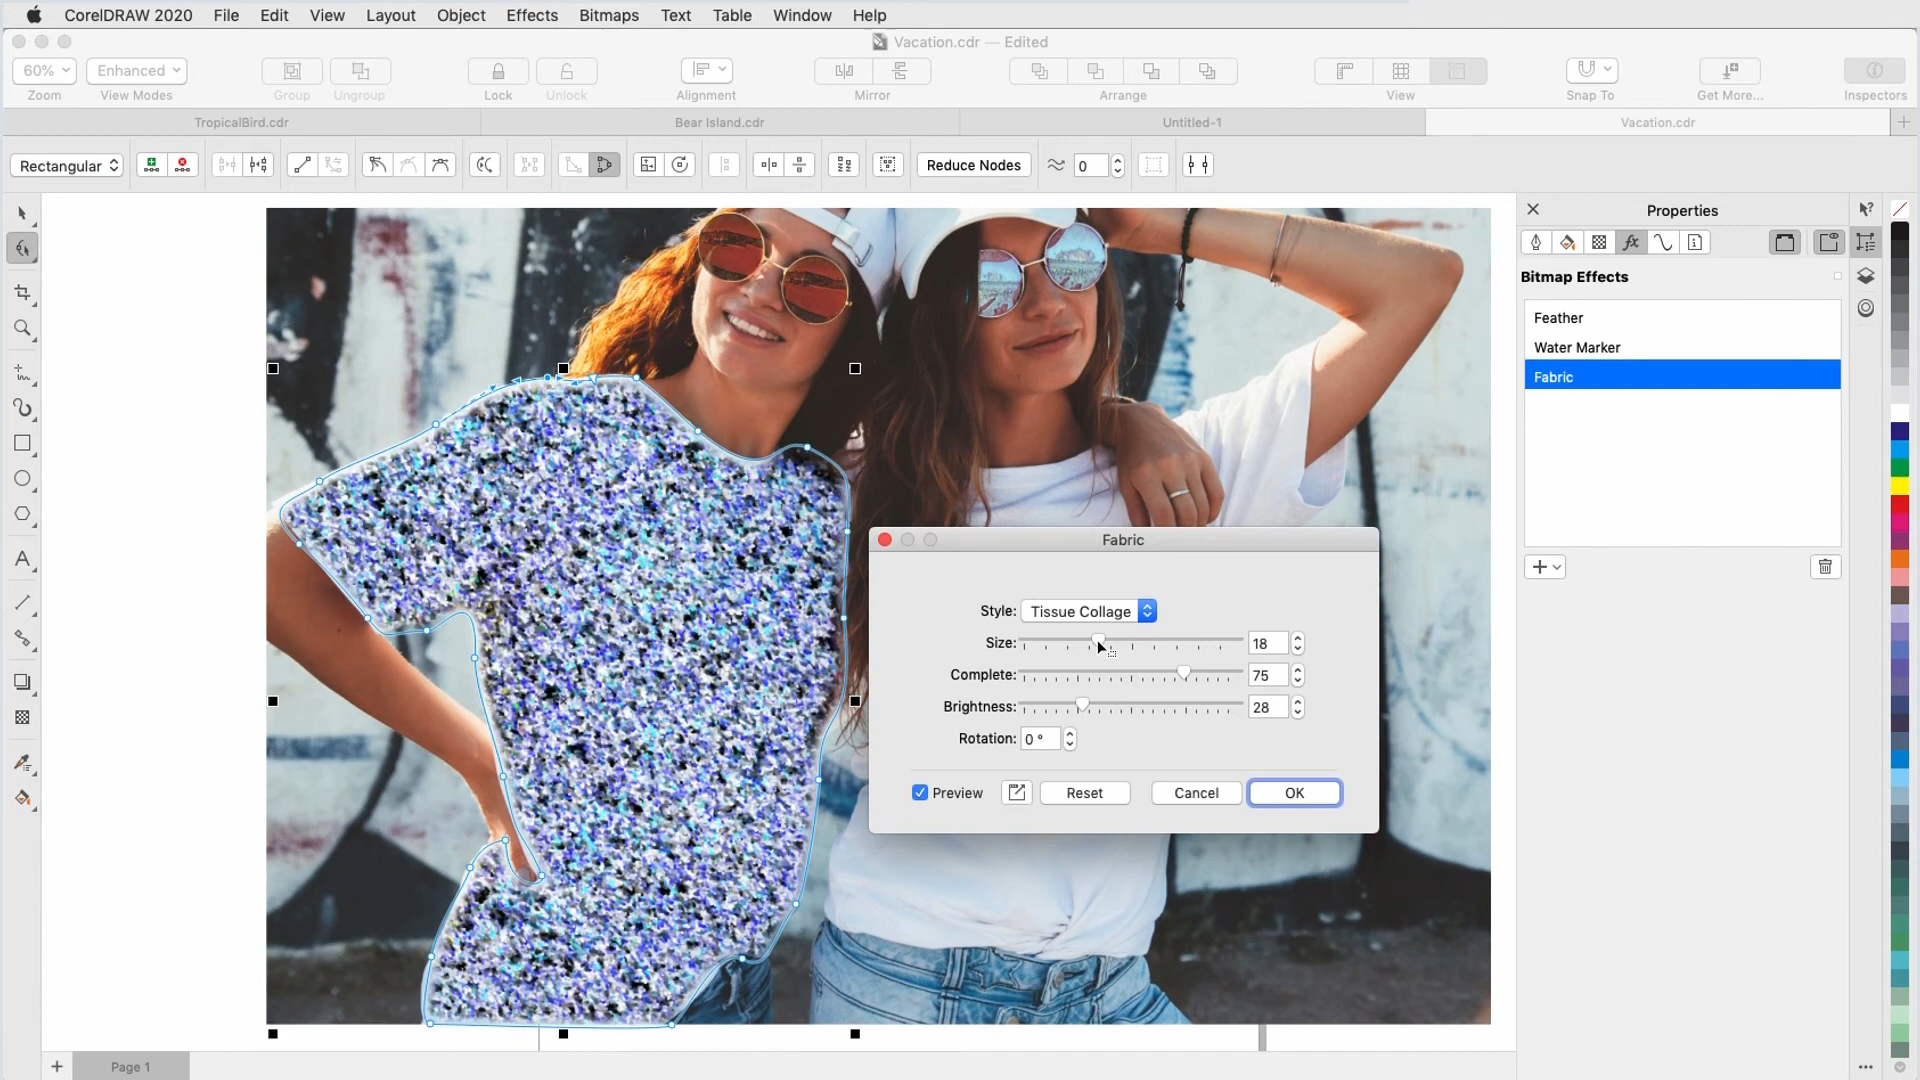 CorelDRAW 2020 File Edit View Layout Object Effects Bitmaps Text Table Window Help
Vacation.cdr — Edited
60% Enhanced
Zoom View Modes Group Ungroup Lock Unlock Alignment Mirror Arrange View Snap To Get More... Inspectors
TropicalBird.cdr Bear Island.cdr Untitled-1 Vacation.cdr
Rectangular Reduce Nodes 0
Properties
Bitmap Effects
Feather
Water Marker
Fabric
Fabric
Style: Tissue Collage
Size: 18
Complete: 75
Brightness: 28
Rotation: 0 °
Preview Reset Cancel OK
Page 1